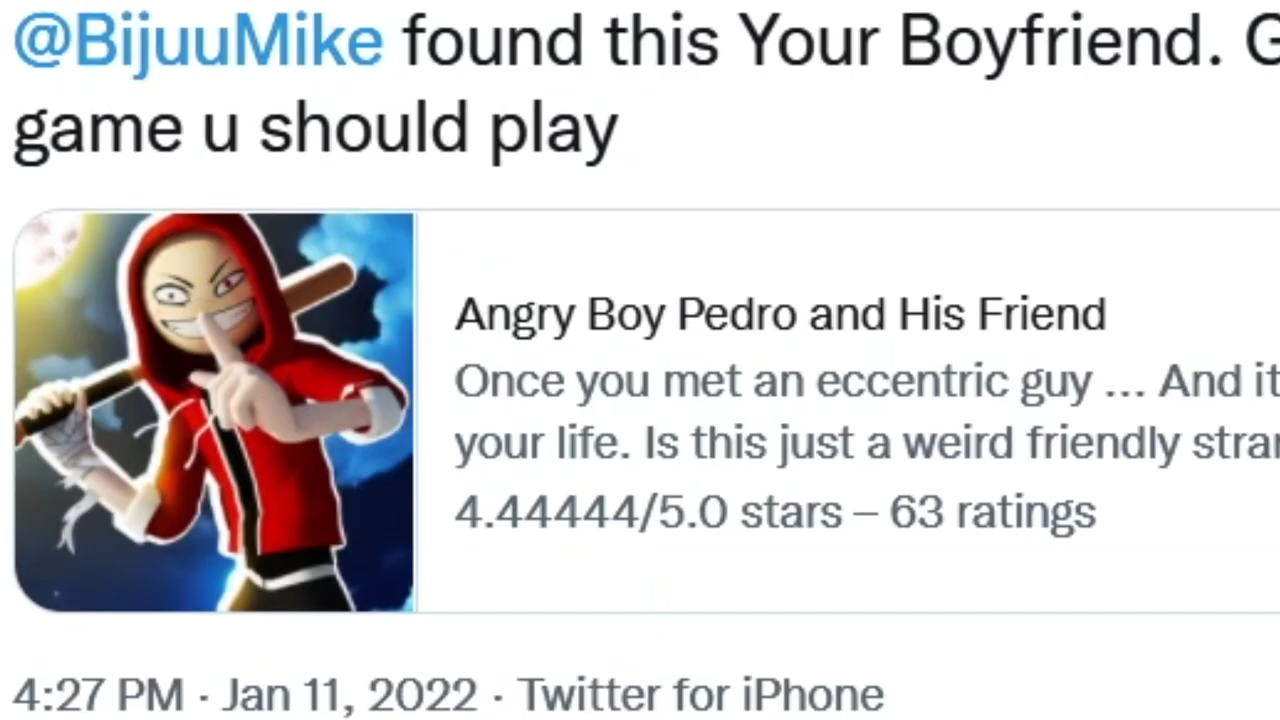 @BijuuMike found this Your Boyfriend. G
game u should play
Angry Boy Pedro and His Friend
Once you met an eccentric guy ... And it
your life. Is this just a weird friendly stran
4.44444/5.0 stars – 63 ratings
4:27 PM · Jan 11, 2022 · Twitter for iPhone